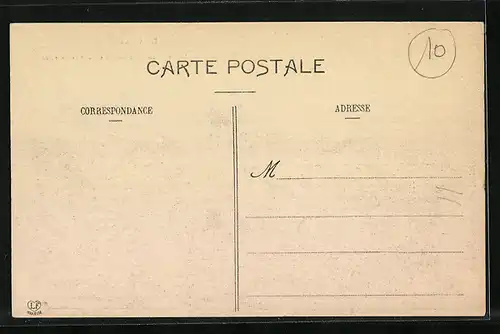 10
CARTE POSTALE
CORRESPONDANCE
ADRESSE
M